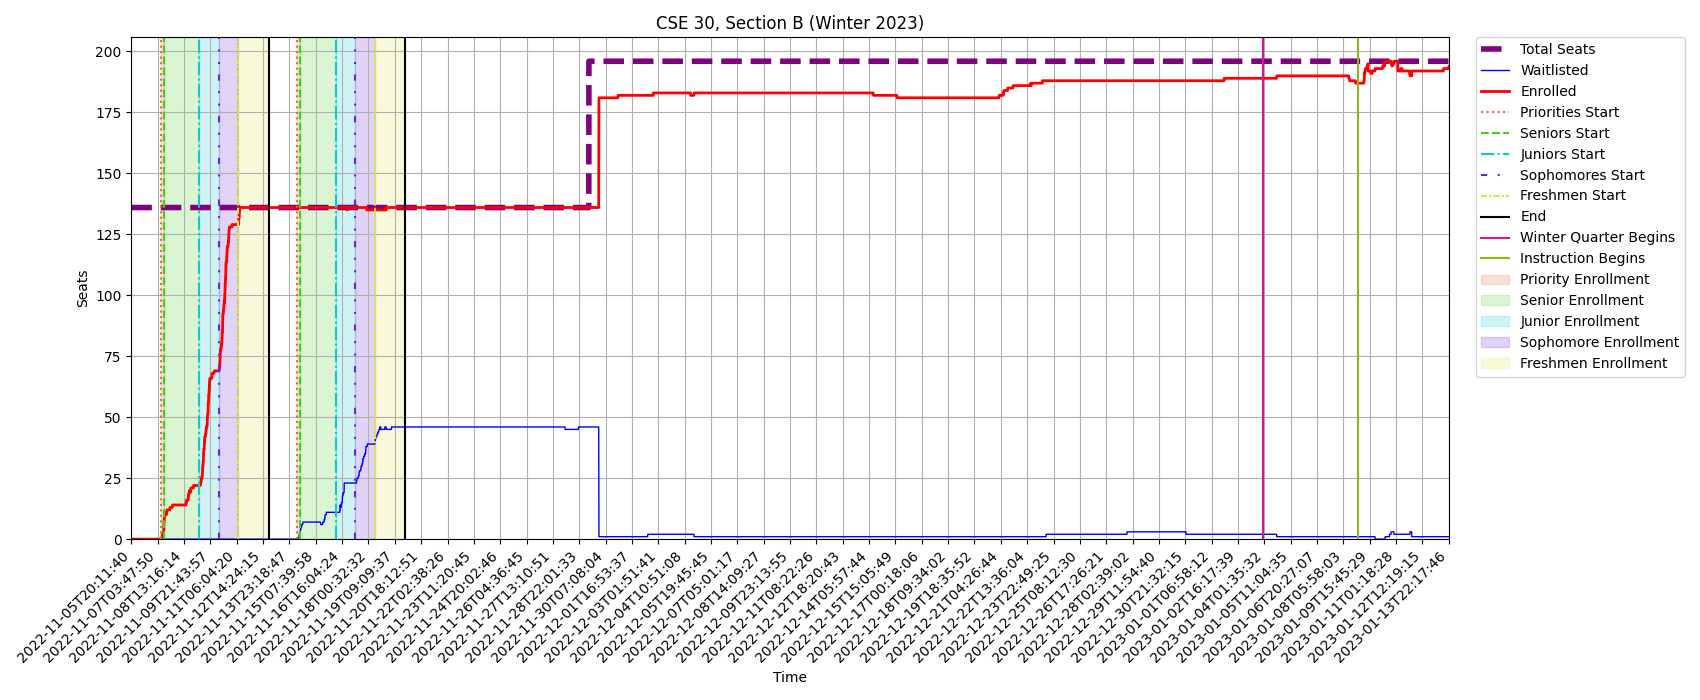 CSE 30, Section B (Winter 2023)
Seats
200
175
150
125
100
75
50
25
0
2022-11-05T20:11:40
2022-11-07T03:47:50
2022-11-08T13:16:14
2022-11-09T21:43:57
2022-11-11T06:04:20
2022-11-12T14:24:15
2022-11-13T23:18:47
2022-11-15T07:39:58
2022-11-16T16:04:24
2022-11-18T00:32:32
2022-11-19T09:09:37
2022-11-20T18:12:51
2022-11-22T02:38:26
2022-11-23T11:20:45
2022-11-24T20:02:46
2022-11-26T04:36:45
2022-11-27T13:10:51
2022-11-28T22:01:33
2022-11-30T07:08:04
2022-12-01T16:53:37
2022-12-03T01:51:41
2022-12-04T10:51:08
2022-12-05T19:45:45
2022-12-07T05:01:17
2022-12-08T14:09:27
2022-12-09T23:13:55
2022-12-11T08:22:26
2022-12-12T18:20:43
2022-12-14T03:57:44
2022-12-15T15:05:49
2022-12-17T00:18:06
2022-12-18T09:34:02
2022-12-19T18:35:52
2022-12-21T04:26:44
2022-12-22T13:36:04
2022-12-23T22:49:25
2022-12-25T08:12:30
2022-12-26T17:26:21
2022-12-28T02:39:02
2022-12-29T11:54:40
2022-12-30T21:32:15
2023-01-01T06:58:12
2023-01-02T16:17:39
2023-01-04T01:35:32
2023-01-05T11:04:35
2023-01-06T20:27:07
2023-01-08T05:58:03
2023-01-09T15:45:29
2023-01-11T01:18:28
2023-01-12T12:19:15
2023-01-13T22:17:46
Time
Total Seats
Waitlisted
Enrolled
Priorities Start
Seniors Start
Juniors Start
Sophomores Start
Freshmen Start
End
Winter Quarter Begins
Instruction Begins
Priority Enrollment
Senior Enrollment
Junior Enrollment
Sophomore Enrollment
Freshmen Enrollment